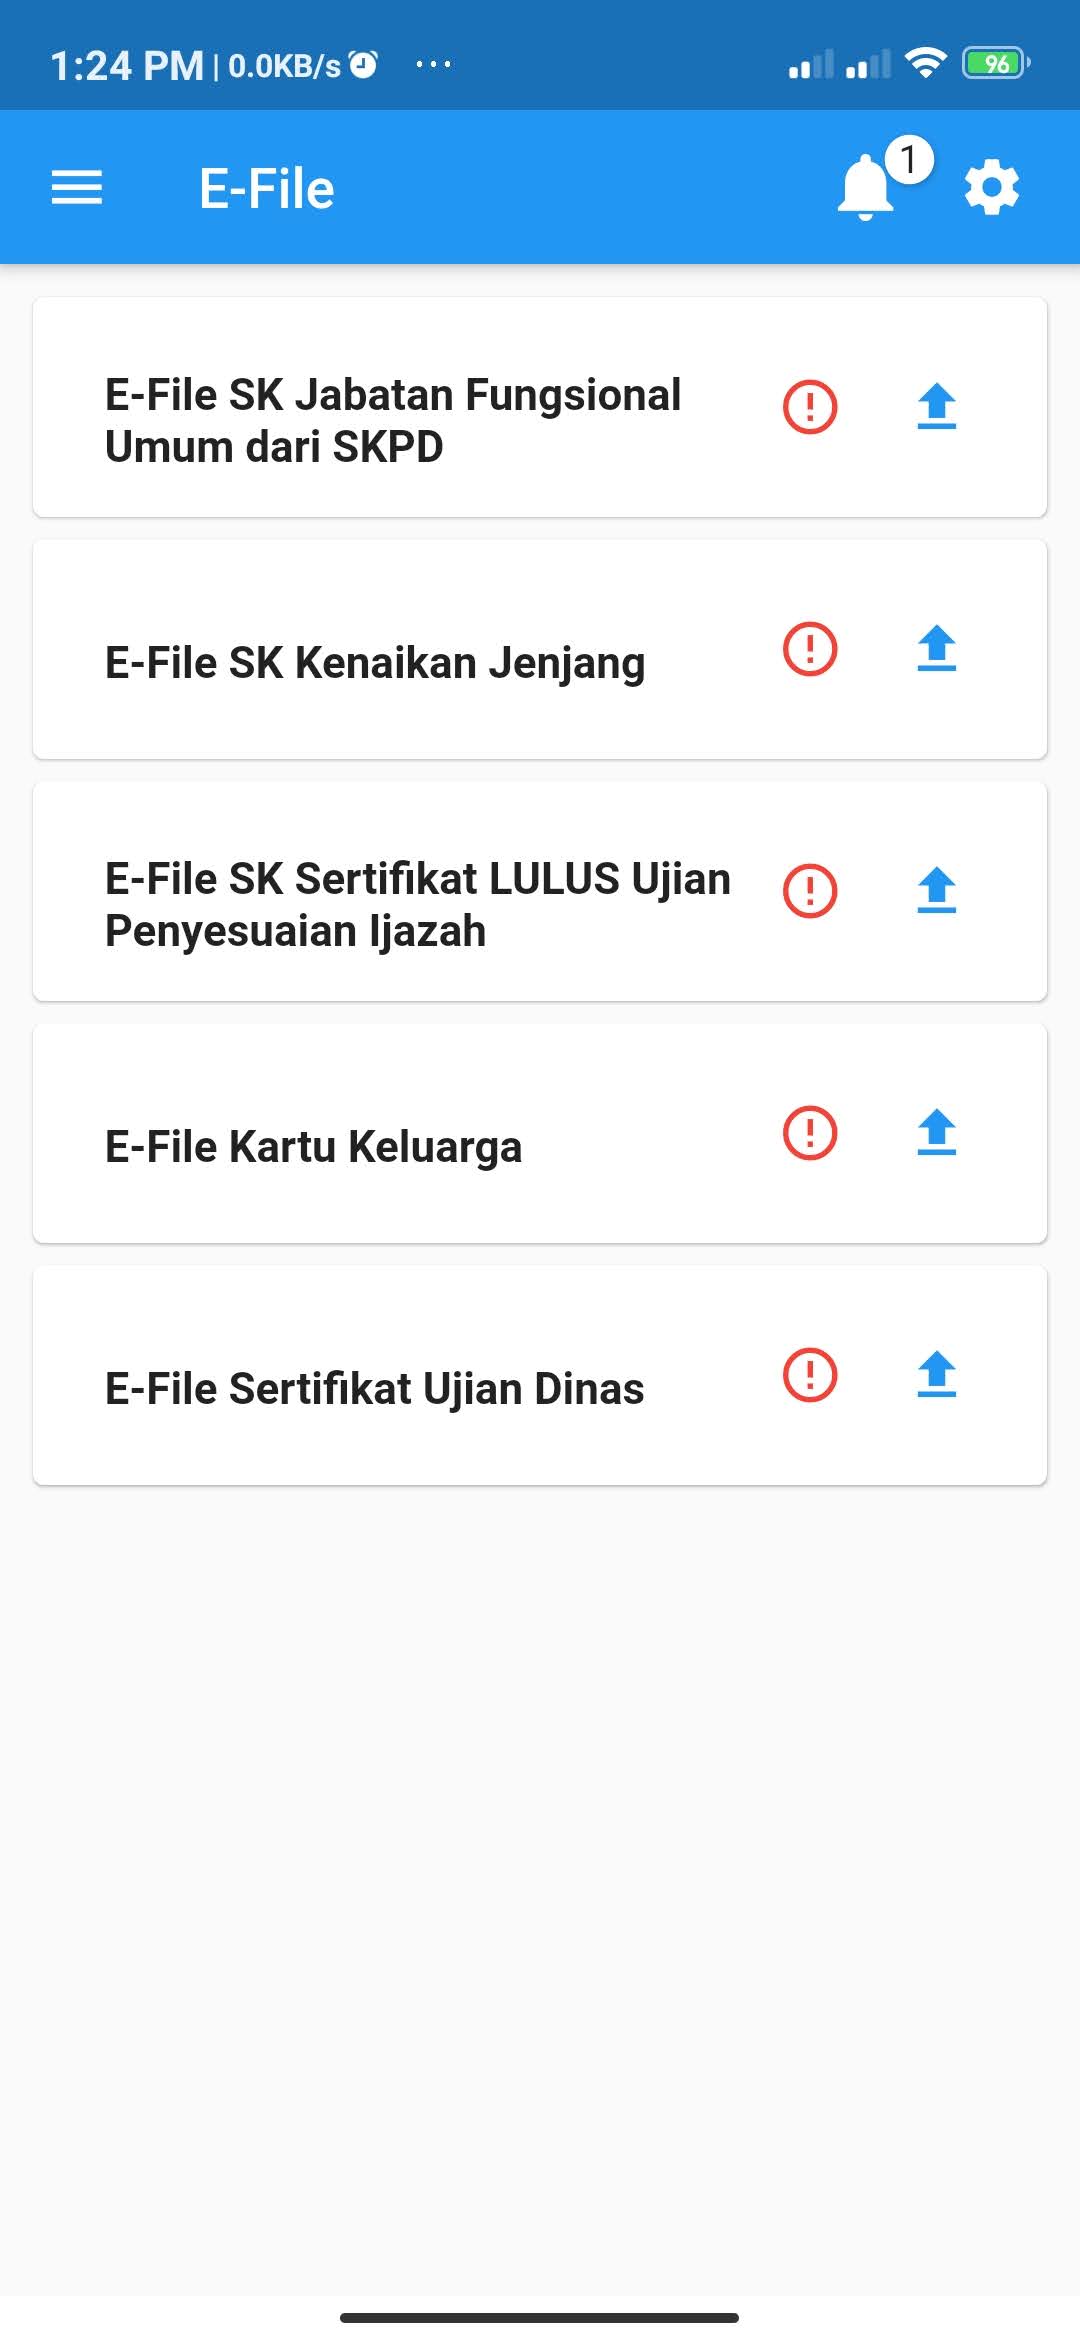 1:24 PM | 0.0KB/s ...
96
E-File
1
E-File SK Jabatan Fungsional
Umum dari SKPD
E-File SK Kenaikan Jenjang
E-File SK Sertifikat LULUS Ujian
Penyesuaian Ijazah
E-File Kartu Keluarga
E-File Sertifikat Ujian Dinas